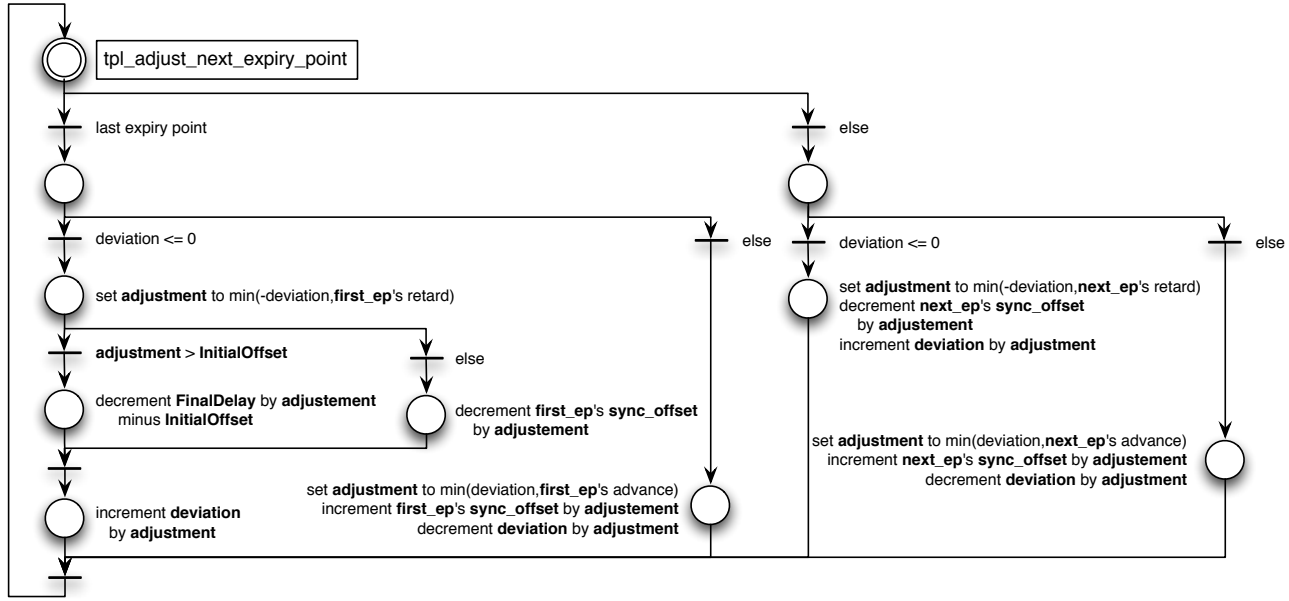 tpl_adjust_next_expiry_point
last expiry point
else
deviation <= 0
else
deviation <= 0
else
set adjustment to min(-deviation,first_ep's retard)
set adjustment to min(-deviation,next_ep's retard)
decrement next_ep's sync_offset
by adjustement
increment deviation by adjustment
adjustment > InitialOffset
else
decrement FinalDelay by adjustement
minus InitialOffset
decrement first_ep's sync_offset
by adjustement
set adjustment to min(deviation,next_ep's advance)
increment next_ep's sync_offset by adjustement
decrement deviation by adjustment
increment deviation
by adjustment
set adjustment to min(deviation,first_ep's advance)
increment first_ep's sync_offset by adjustement
decrement deviation by adjustment